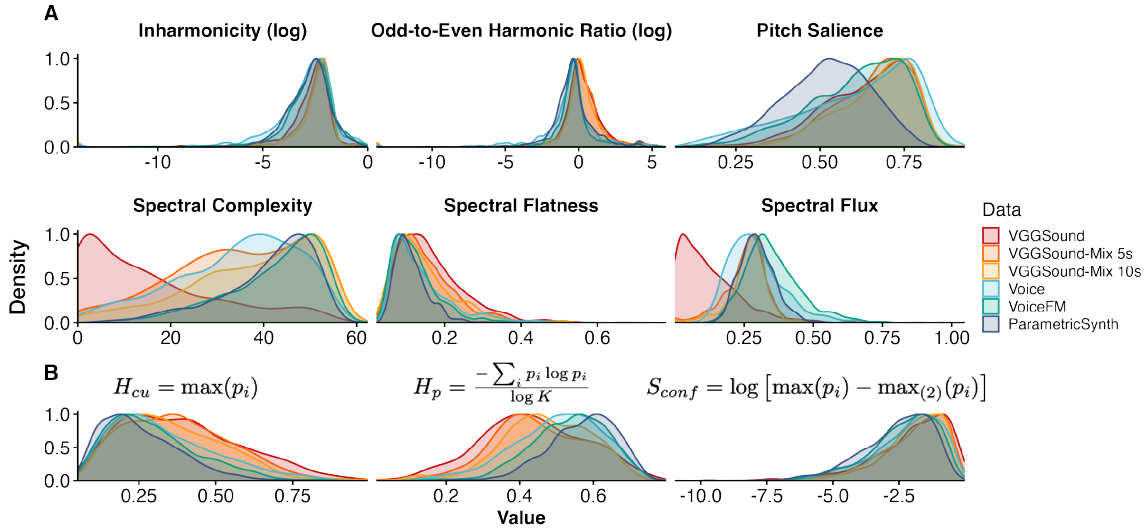 A
Inharmonicity (log) Odd-to-Even Harmonic Ratio (log) Pitch Salience
1.0
0.5
0.0
-10 -5 0 -10 -5 0 5 0.25 0.50 0.75
Spectral Complexity Spectral Flatness Spectral Flux
1.0
0.5
0.0
0 20 40 60 0.2 0.4 0.6 0.25 0.50 0.75 1.00
Density
Data
VGGSound
VGGSound-Mix 5s
VGGSound-Mix 10s
Voice
VoiceFM
ParametricSynth
B
H_{cu} = max(p_i) H_p = \frac{-\sum_i p_i log p_i}{log K} S_{conf} = log [max(p_i) − max_{(2)}(p_i)]
1.0
0.5
0.0
0.25 0.50 0.75 0.2 0.4 0.6 -10.0 -7.5 -5.0 -2.5
Value